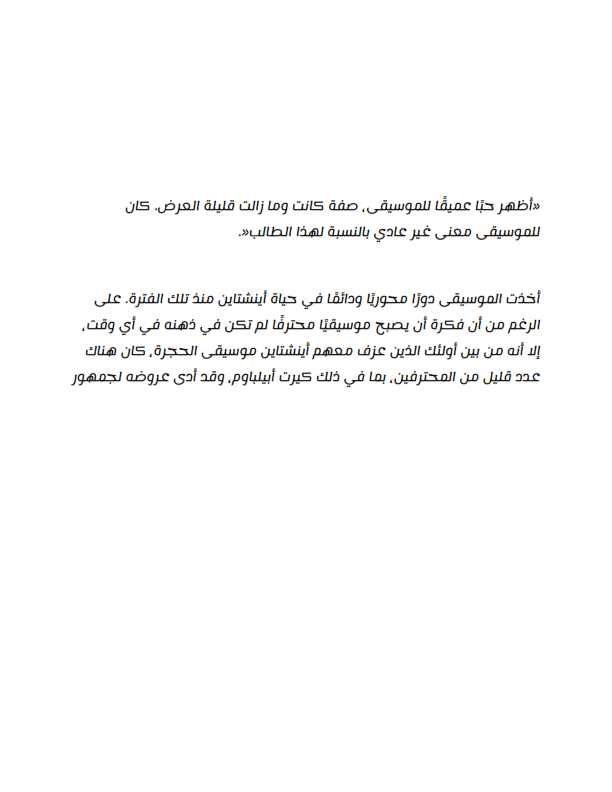 «أظهر حبًا عميقًا للموسيقى، صفة كانت وما زالت قليلة العرض. كان
للموسيقى معنى غير عادي بالنسبة لهذا الطالب».
أخذت الموسيقى دورًا محوريًا ودائمًا في حياة أينشتاين منذ تلك الفترة. على
الرغم من أن فكرة أن يصبح موسيقيًا محترفًا لم تكن في ذهنه في أي وقت،
إلا أنه من بين أولئك الذين عزف معهم أينشتاين موسيقى الحجرة، كان هناك
عدد قليل من المحترفين، بما في ذلك كيرت أبيلباوم، وقد أدى عروضه لجمهور